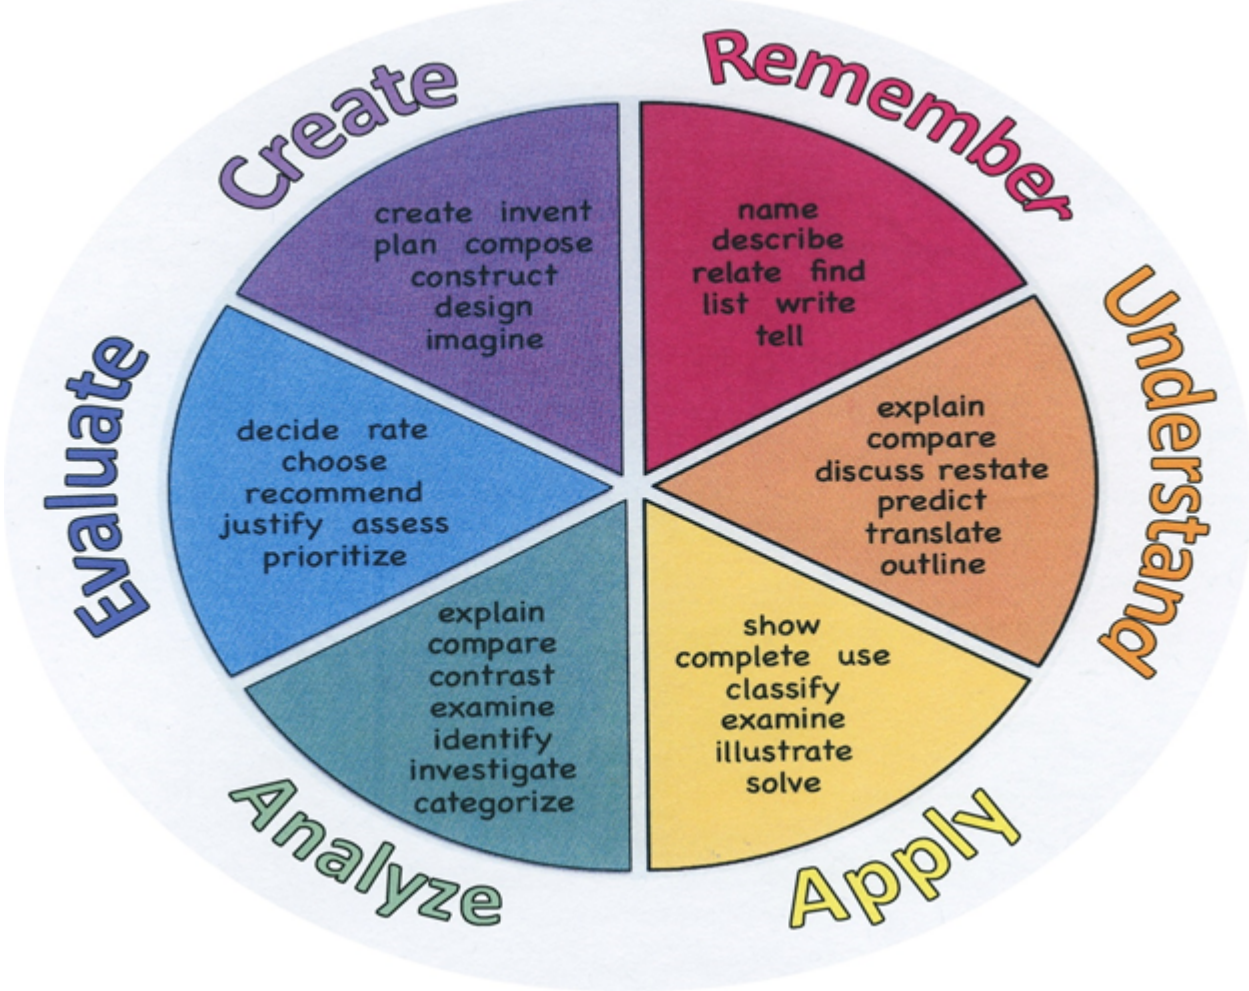 Create
create invent
plan compose
construct
design
imagine
Remember
name
describe
relate find
list write
tell
Understand
explain
compare
discuss restate
predict
translate
outline
Apply
show
complete use
classify
examine
illustrate
solve
Analyze
explain
compare
contrast
examine
identify
investigate
categorize
Evaluate
decide rate
choose
recommend
justify assess
prioritize